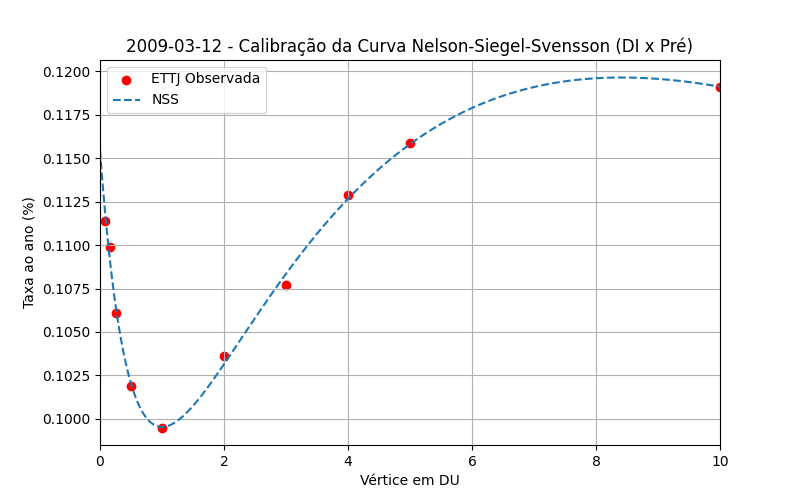 2009-03-12 - Calibração da Curva Nelson-Siegel-Svensson (DI x Pré)
ETTJ Observada
NSS
Taxa ao ano (%)
0.1200
0.1175
0.1150
0.1125
0.1100
0.1075
0.1050
0.1025
0.1000
0 2 4 6 8 10
Vértice em DU